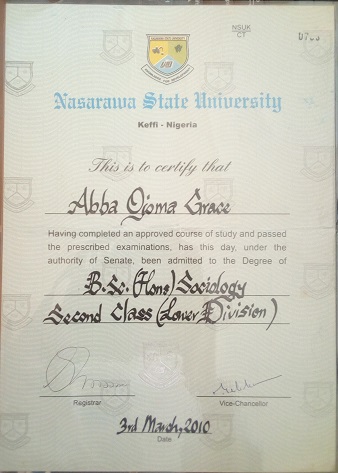 NSUK
CT
Nasarawa State University
Keffi - Nigeria
This is to certify that
Abba Ojoma Grace
Having completed an approved course of study and passed
the prescribed examinations, has this day, under the
authority of Senate, been admitted to the Degree of
B.Sc. (Hons) Sociology
Second Class (Lower Division)
Registrar
Vice-Chancellor
3rd March, 2010
Date